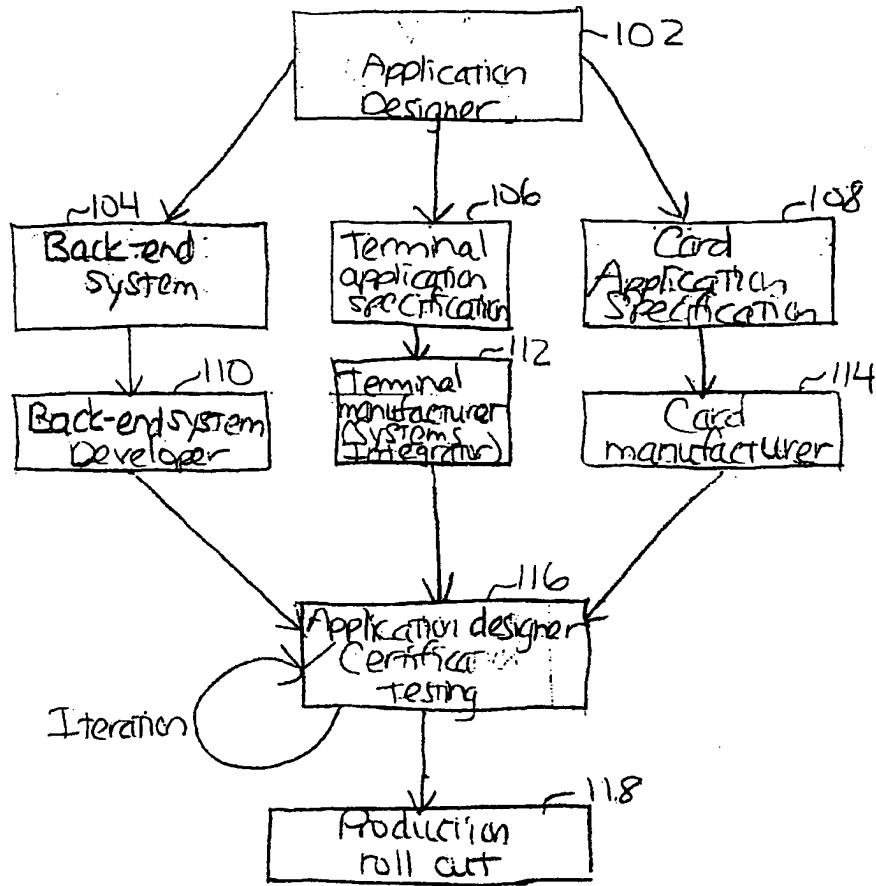 102
Application
Designer
104
Back-end
system
106
Terminal
application
specification
108
Card
Application
Specification
110
Back-end system
Developer
112
Terminal
manufacturer
(Systems
Integrator)
114
Card
manufacturer
116
Application designer
Certification
Testing
Iteration
118
Production
roll out